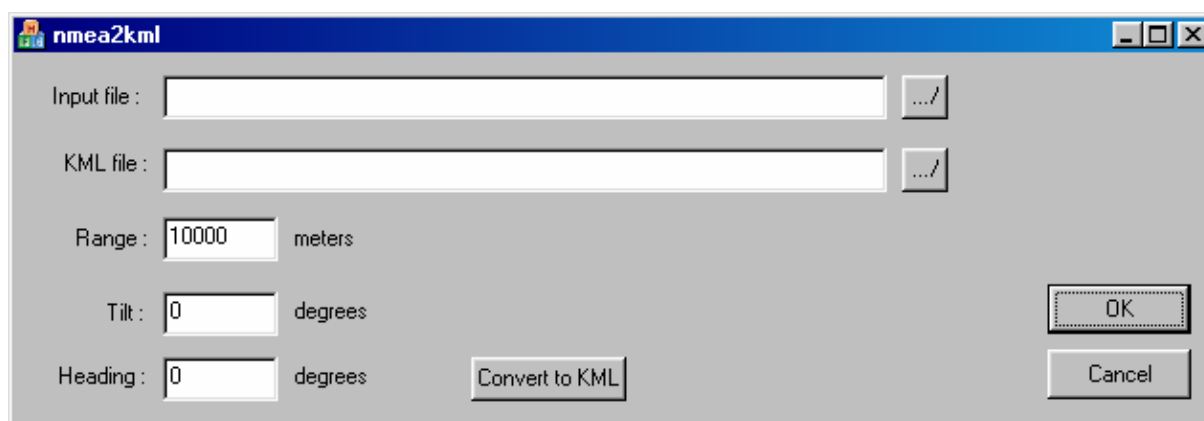 nmea2kml
Input file :
.../
KML file :
.../
Range : 10000 meters
Tilt : 0 degrees
OK
Heading : 0 degrees
Convert to KML
Cancel